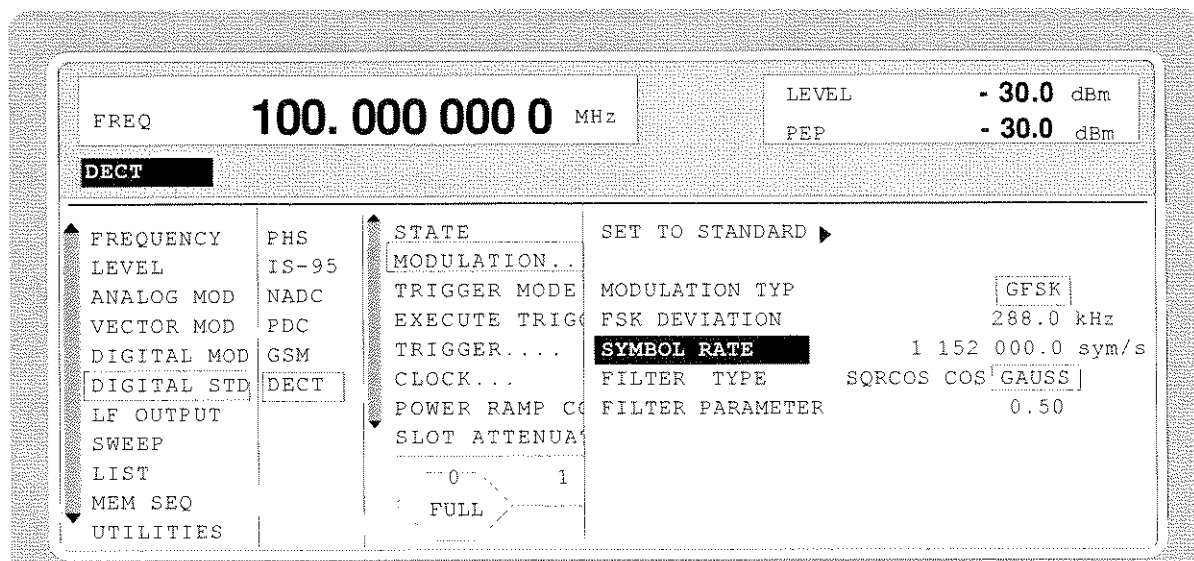 FREQ 100. 000 000 0 MHz
LEVEL - 30.0 dBm
PEP - 30.0 dBm
DECT
FREQUENCY
LEVEL
ANALOG MOD
VECTOR MOD
DIGITAL MOD
DIGITAL STD
LF OUTPUT
SWEEP
LIST
MEM SEQ
UTILITIES
PHS
IS-95
NADC
PDC
GSM
DECT
STATE
MODULATION..
TRIGGER MODE
EXECUTE TRIGG
TRIGGER....
CLOCK...
POWER RAMP CO
SLOT ATTENUAT
0 1
FULL
SET TO STANDARD ▶
MODULATION TYP GFSK
FSK DEVIATION 288.0 kHz
SYMBOL RATE 1 152 000.0 sym/s
FILTER TYPE SQRCOS COS GAUSS
FILTER PARAMETER 0.50